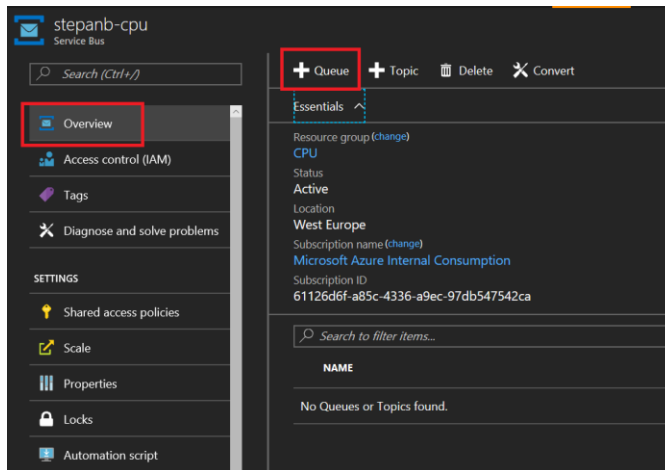 stepanb-cpu
Service Bus
Search (Ctrl+/)
Overview
Access control (IAM)
Tags
Diagnose and solve problems
SETTINGS
Shared access policies
Scale
Properties
Locks
Automation script
Queue Topic Delete Convert
Essentials
Resource group (change)
CPU
Status
Active
Location
West Europe
Subscription name (change)
Microsoft Azure Internal Consumption
Subscription ID
61126d6f-a85c-4336-a9ec-97db547542ca
Search to filter items...
NAME
No Queues or Topics found.